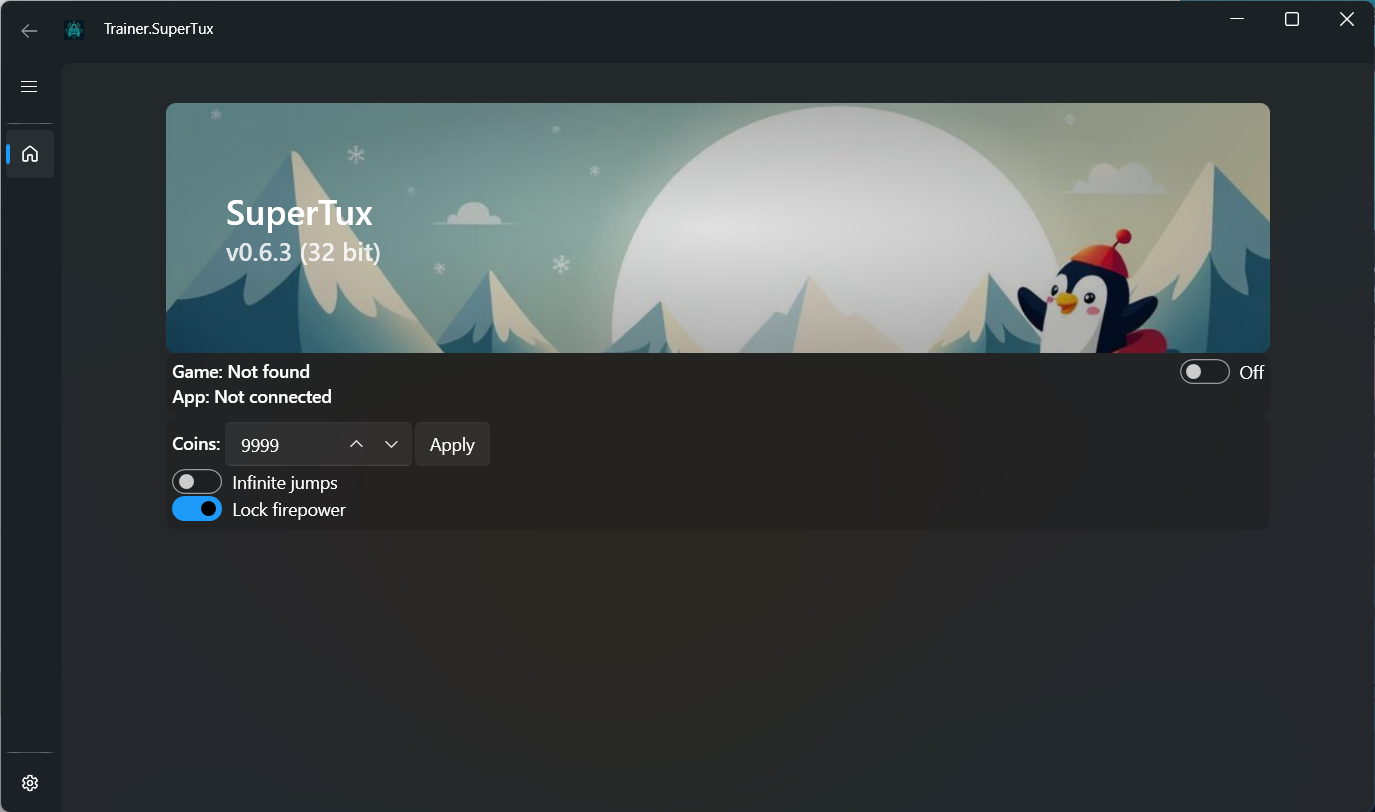 Trainer.SuperTux
SuperTux
v0.6.3 (32 bit)
Game: Not found
Off
App: Not connected
Coins: 9999 Apply
Infinite jumps
Lock firepower